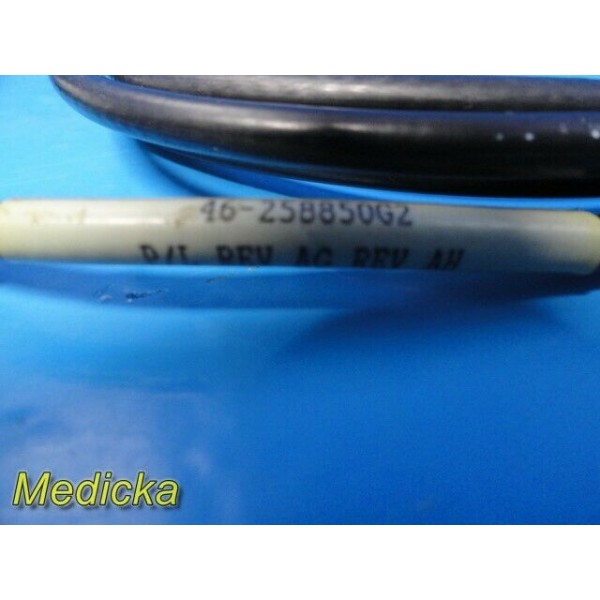 46-258850G2
P/L REV AG REV AH
Medicka